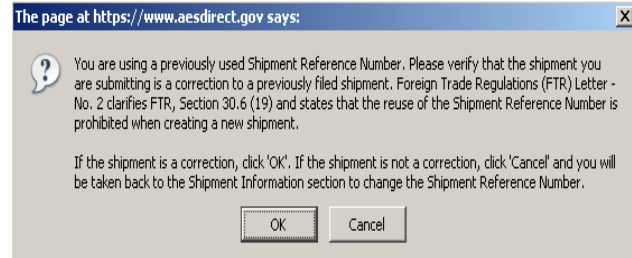 The page at https://www.aesdirect.gov says:
X
You are using a previously used Shipment Reference Number. Please verify that the shipment you
are submitting is a correction to a previously filed shipment. Foreign Trade Regulations (FTR) Letter -
No. 2 clarifies FTR, Section 30.6 (19) and states that the reuse of the Shipment Reference Number is
prohibited when creating a new shipment.
If the shipment is a correction, click 'OK'. If the shipment is not a correction, click 'Cancel' and you will
be taken back to the Shipment Information section to change the Shipment Reference Number.
OK Cancel